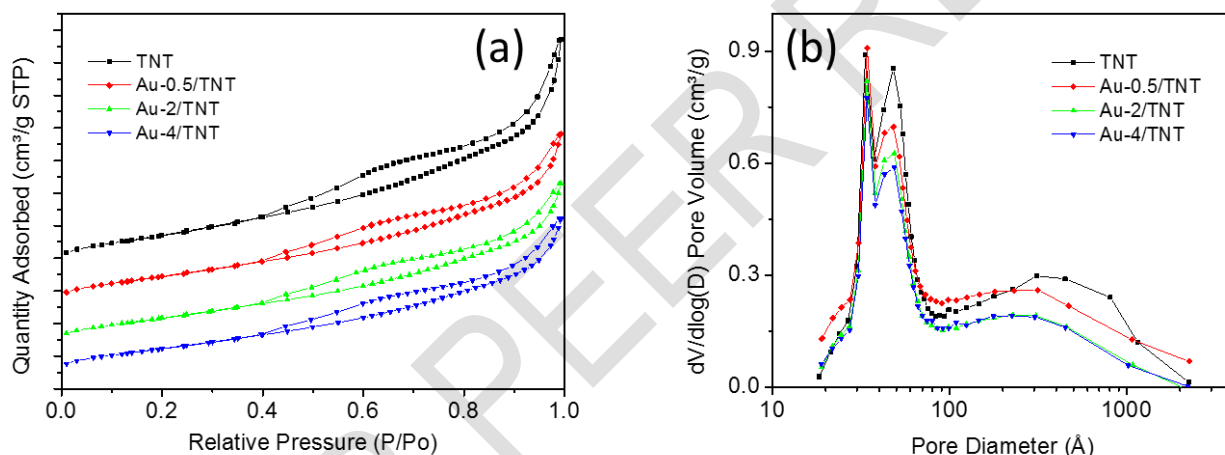 (a)
TNT
Au-0.5/TNT
Au-2/TNT
Au-4/TNT
Quantity Adsorbed (cm³/g STP)
0.0 0.2 0.4 0.6 0.8 1.0
Relative Pressure (P/Po)
(b)
TNT
Au-0.5/TNT
Au-2/TNT
Au-4/TNT
dV/dlog(D) Pore Volume (cm³/g)
0.9
0.6
0.3
0.0
10 100 1000
Pore Diameter (Å)
PEER R